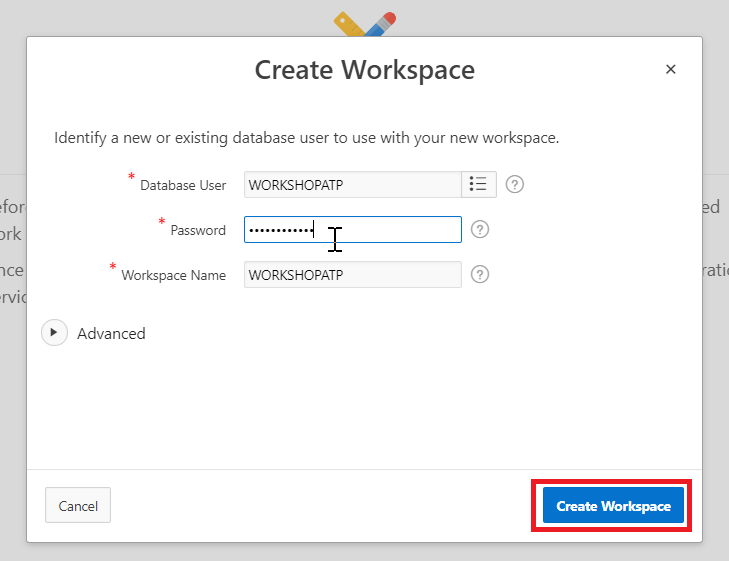 Create Workspace
×
Identify a new or existing database user to use with your new workspace.
* Database User WORKSHOPATP ?
* Password •••••••••••• ?
* Workspace Name WORKSHOPATP ?
Advanced
Cancel Create Workspace